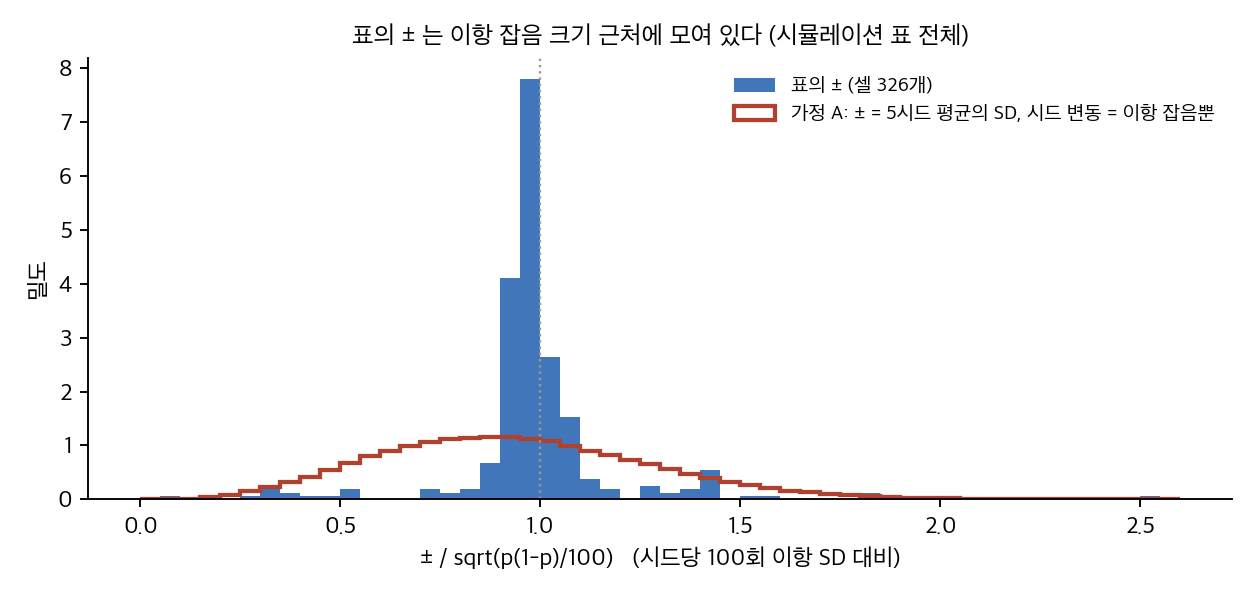 표의 ± 는 이항 잡음 크기 근처에 모여 있다 (시뮬레이션 표 전체)
표의 ± (셀 326개)
가정 A: ± = 5시드 평균의 SD, 시드 변동 = 이항 잡음뿐
밀도
8
7
6
5
4
3
2
1
0
0.0 0.5 1.0 1.5 2.0 2.5
± / sqrt(p(1-p)/100) (시드당 100회 이항 SD 대비)